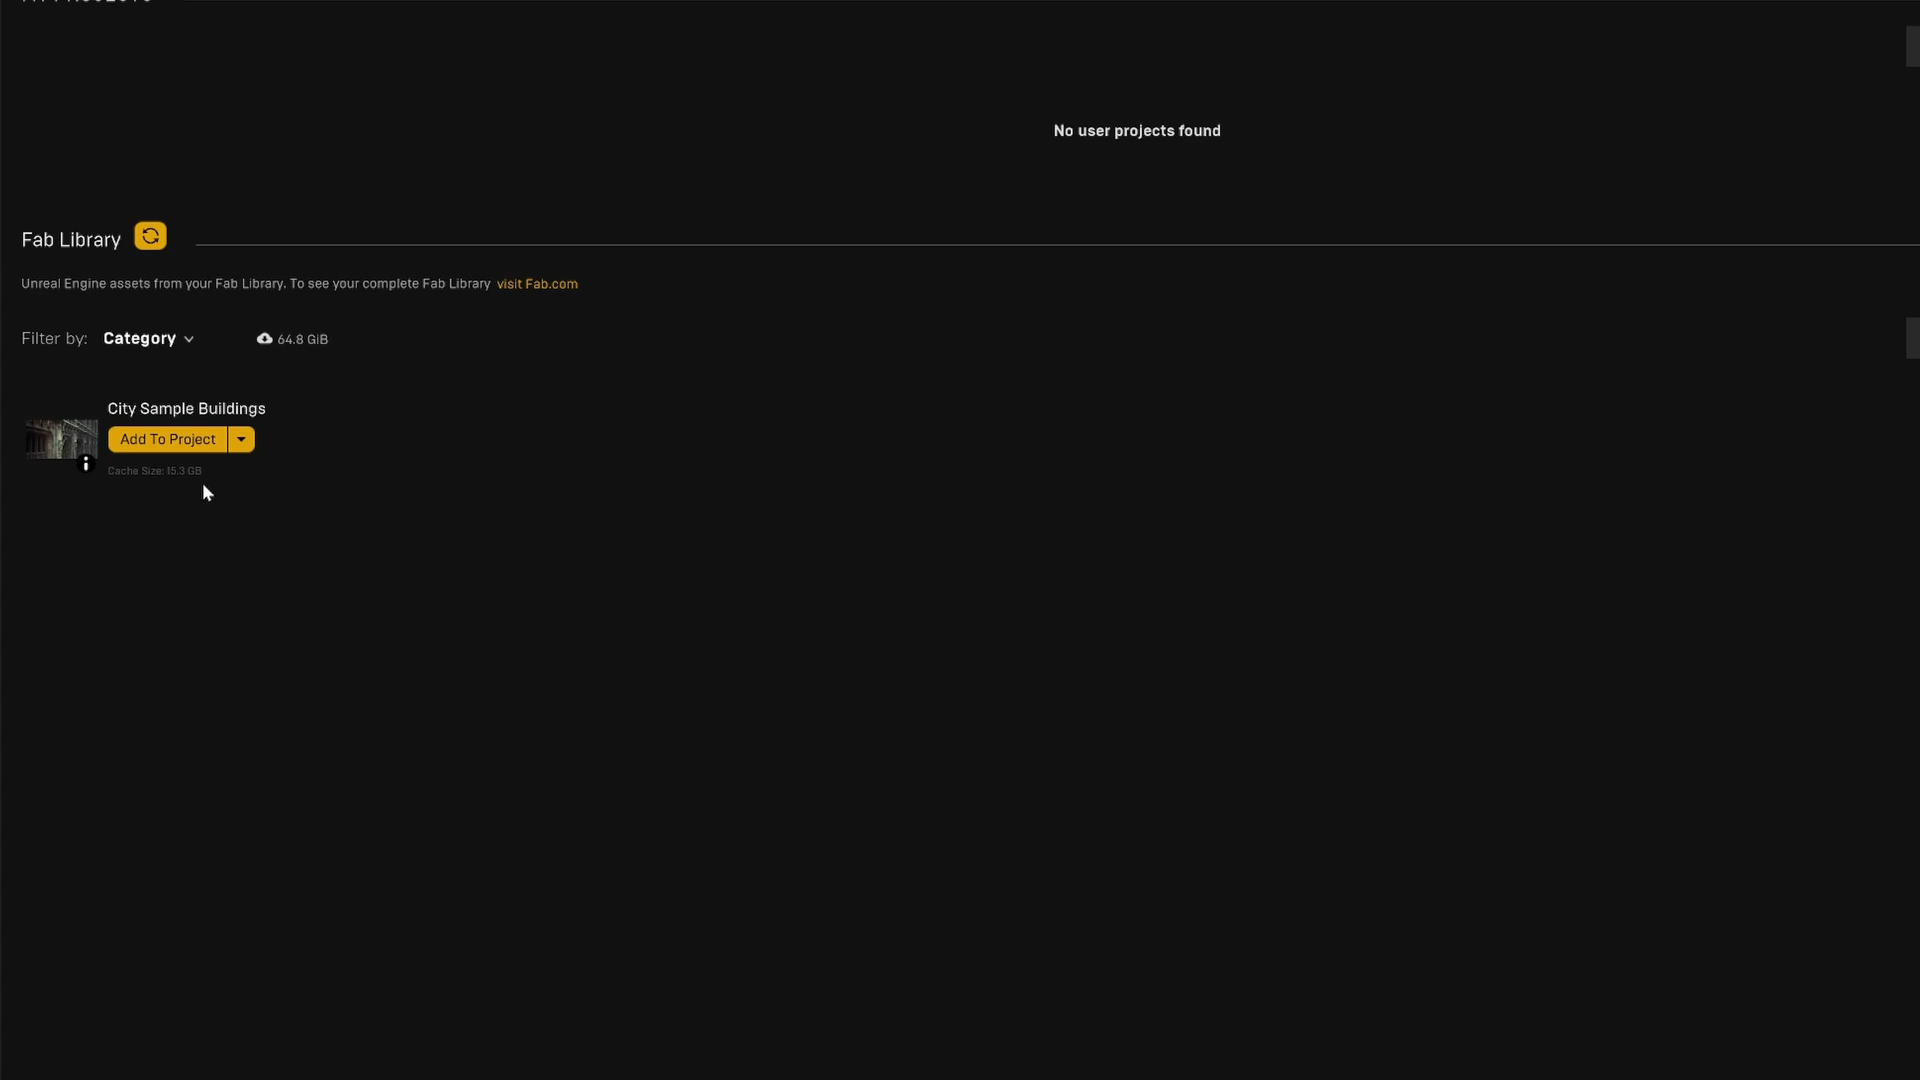 No user projects found
Fab Library
Unreal Engine assets from your Fab Library. To see your complete Fab Library visit Fab.com
Filter by: Category 64.8 GiB
City Sample Buildings
Add To Project
Cache Size: 15.3 GB